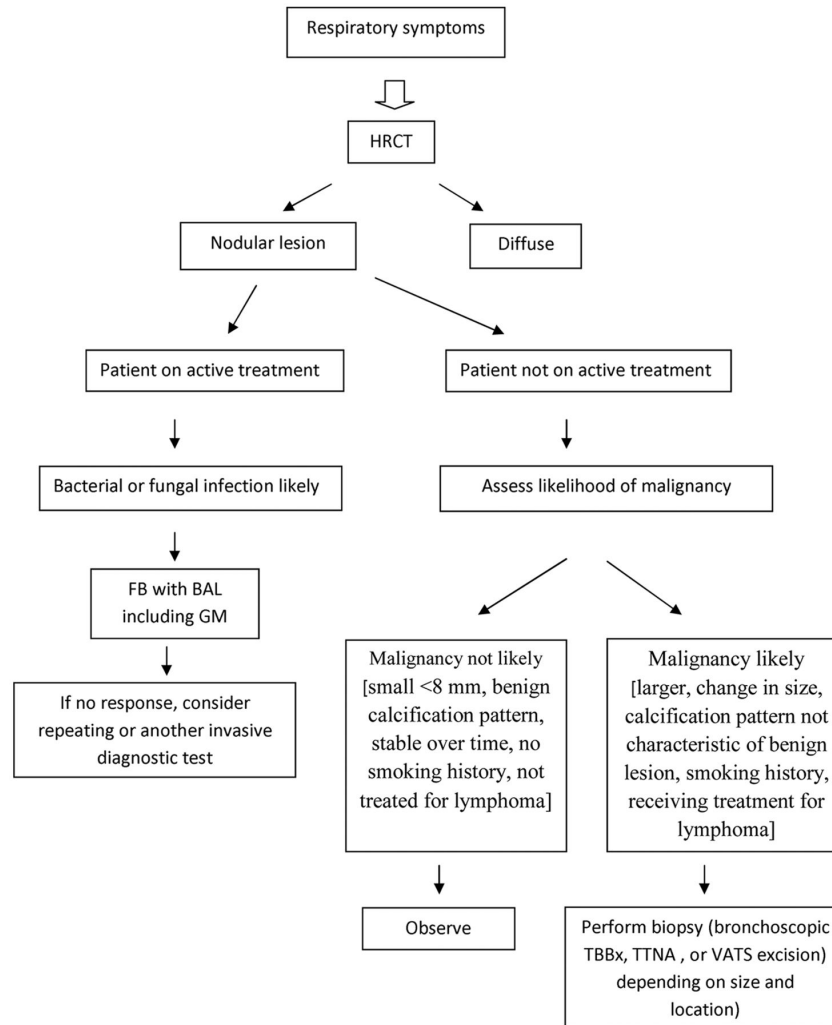 Respiratory symptoms
HRCT
Nodular lesion
Diffuse
Patient on active treatment
Patient not on active treatment
Bacterial or fungal infection likely
Assess likelihood of malignancy
FB with BAL
including GM
If no response, consider
repeating or another invasive
diagnostic test
Malignancy not likely
[small <8 mm, benign
calcification pattern,
stable over time, no
smoking history, not
treated for lymphoma]
Malignancy likely
[larger, change in size,
calcification pattern not
characteristic of benign
lesion, smoking history,
receiving treatment for
lymphoma]
Observe
Perform biopsy (bronchoscopic
TBBx, TTNA , or VATS excision)
depending on size and
location)